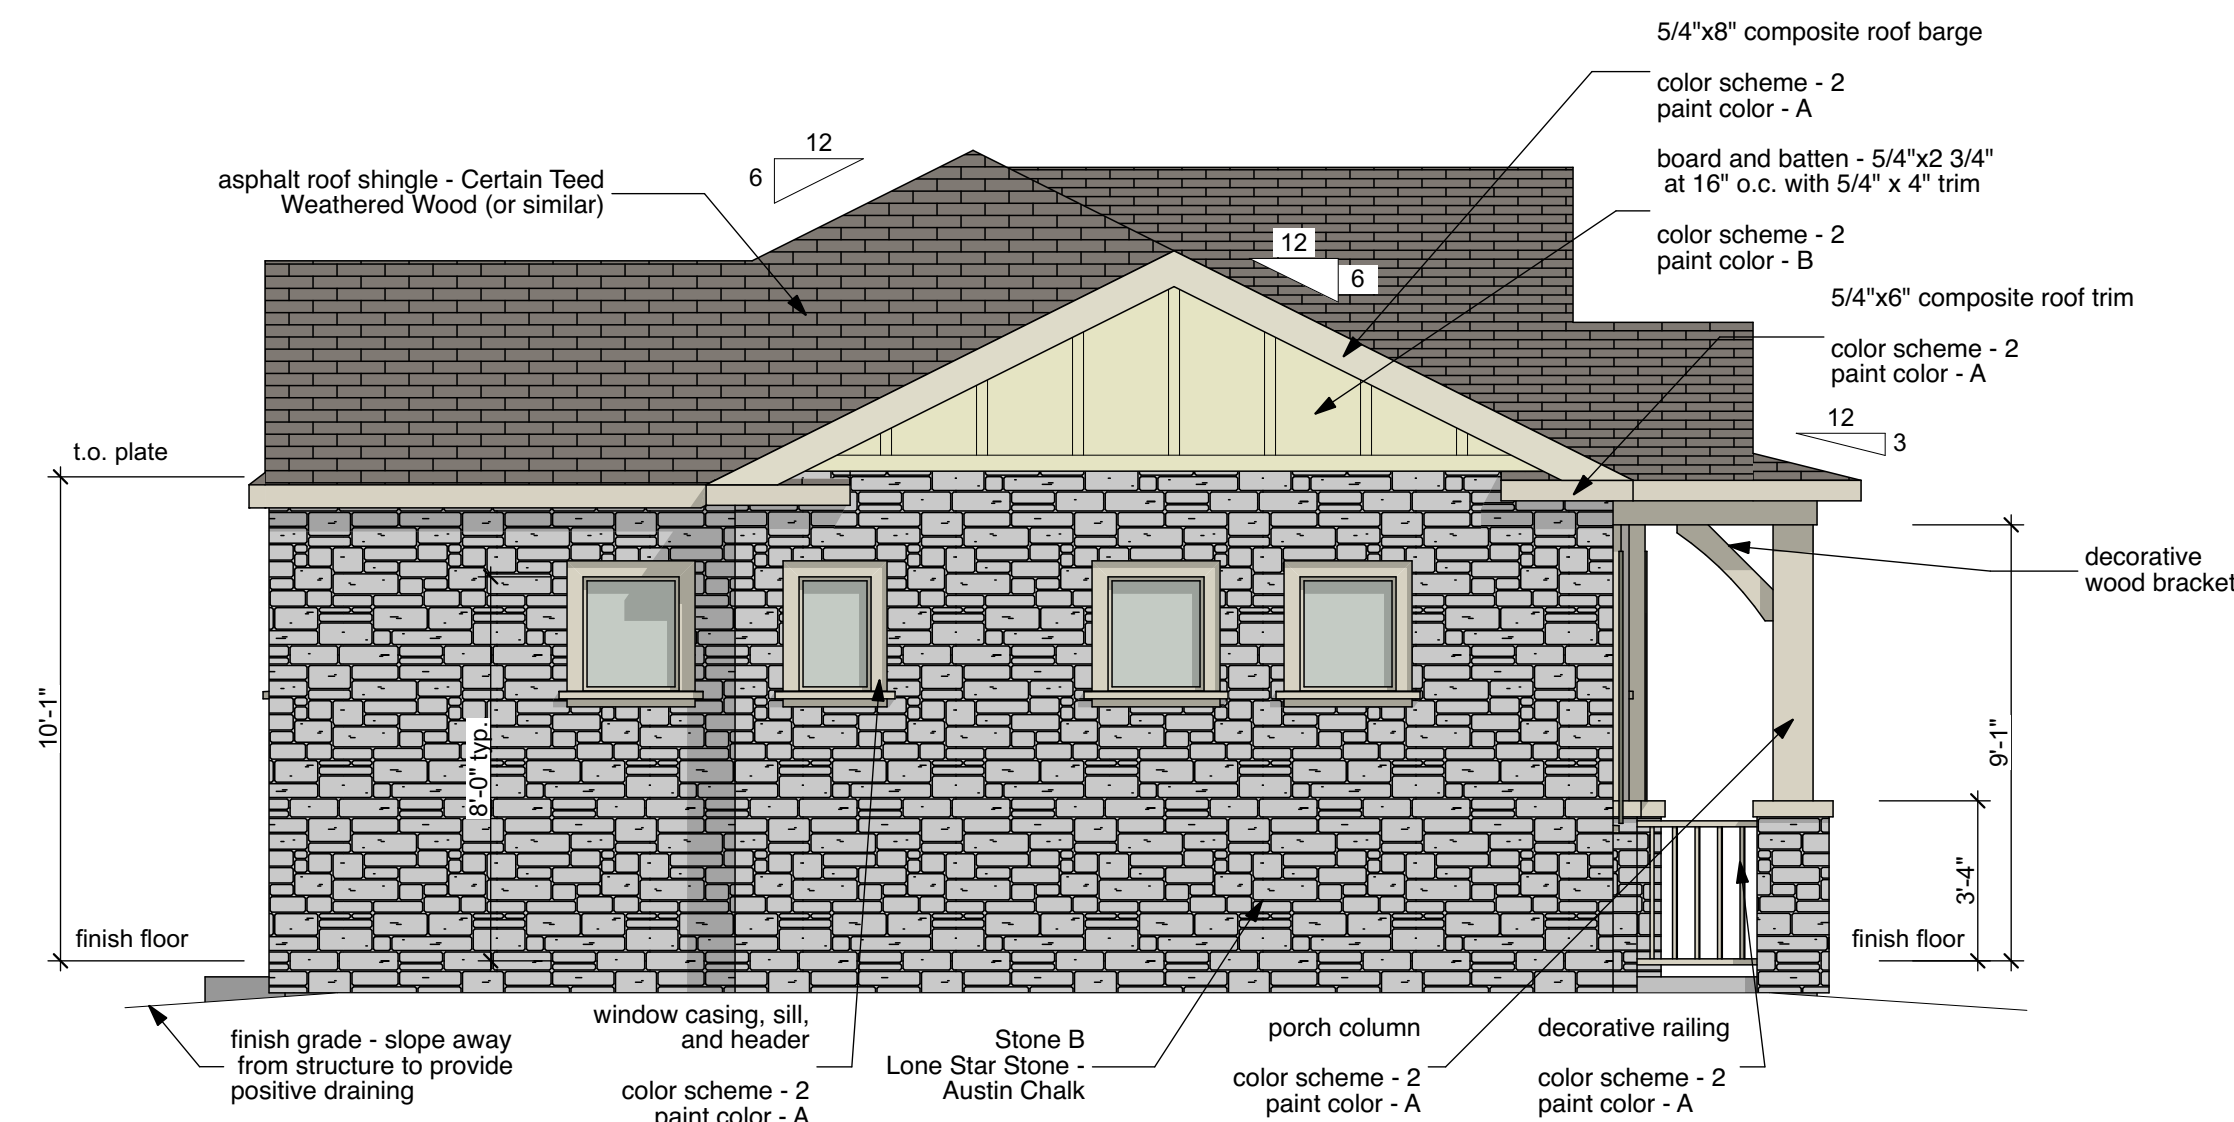 5/4"x8" composite roof barge
color scheme - 2
paint color - A
12
6
asphalt roof shingle - Certain Teed
Weathered Wood (or similar)
board and batten - 5/4"x2 3/4"
at 16" o.c. with 5/4" x 4" trim
color scheme - 2
paint color - B
12
6
5/4"x6" composite roof trim
color scheme - 2
paint color - A
12
3
t.o. plate
decorative
wood bracket
10'-1"
8'-0" typ.
9'-1"
3'-4"
finish floor
finish floor
finish grade - slope away
from structure to provide
positive draining
window casing, sill,
and header
color scheme - 2
paint color - A
Stone B
Lone Star Stone -
Austin Chalk
porch column
color scheme - 2
paint color - A
decorative railing
color scheme - 2
paint color - A